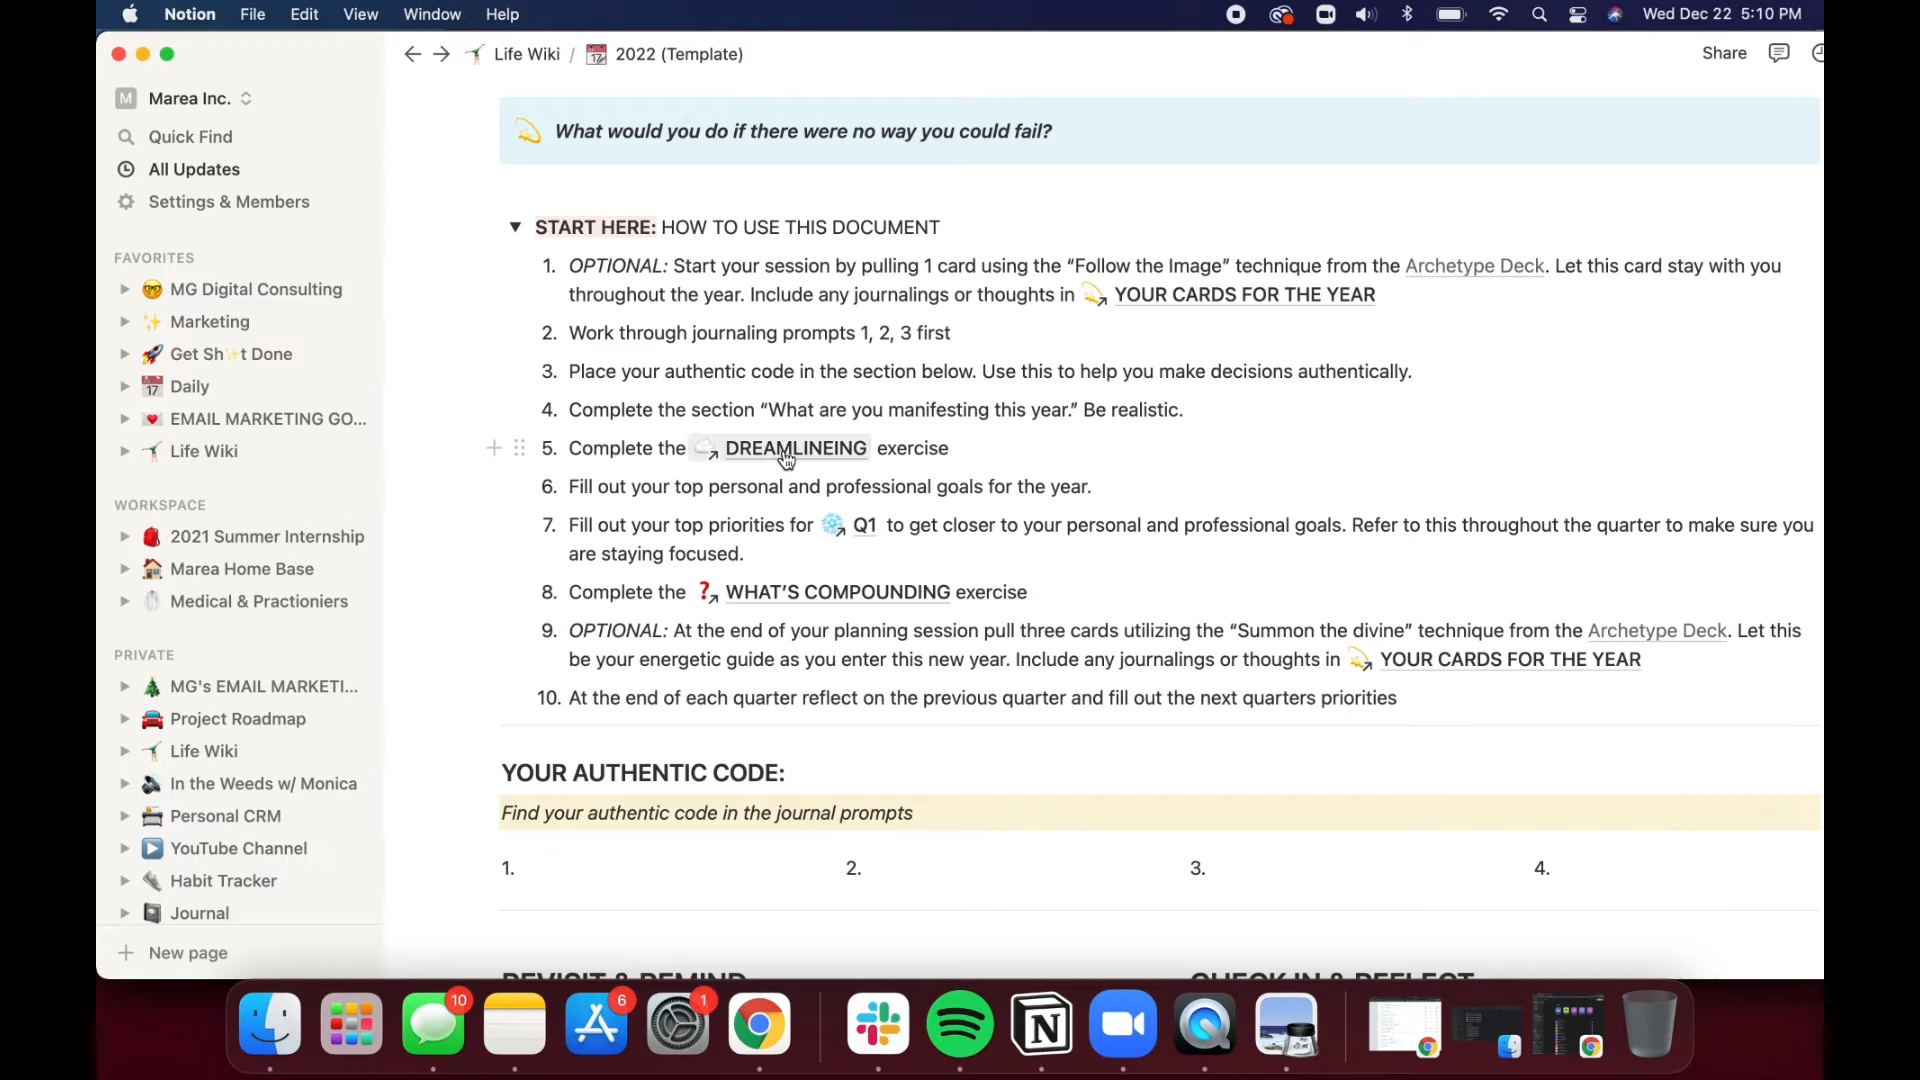 Notion File Edit View Window Help Wed Dec 22 5:10 PM
Life Wiki / 2022 (Template) Share
M Marea Inc.
Quick Find
All Updates
Settings & Members
FAVORITES
MG Digital Consulting
Marketing
Get Sh✨t Done
17 Daily
EMAIL MARKETING GO...
Life Wiki
WORKSPACE
2021 Summer Internship
Marea Home Base
Medical & Practioniers
PRIVATE
MG's EMAIL MARKETI...
Project Roadmap
Life Wiki
In the Weeds w/ Monica
Personal CRM
YouTube Channel
Habit Tracker
Journal
New page
What would you do if there were no way you could fail?
START HERE: HOW TO USE THIS DOCUMENT
1. OPTIONAL: Start your session by pulling 1 card using the “Follow the Image” technique from the Archetype Deck. Let this card stay with you
throughout the year. Include any journalings or thoughts in YOUR CARDS FOR THE YEAR
2. Work through journaling prompts 1, 2, 3 first
3. Place your authentic code in the section below. Use this to help you make decisions authentically.
4. Complete the section “What are you manifesting this year.” Be realistic.
5. Complete the DREAMLINEING exercise
6. Fill out your top personal and professional goals for the year.
7. Fill out your top priorities for Q1 to get closer to your personal and professional goals. Refer to this throughout the quarter to make sure you
are staying focused.
8. Complete the WHAT’S COMPOUNDING exercise
9. OPTIONAL: At the end of your planning session pull three cards utilizing the “Summon the divine” technique from the Archetype Deck. Let this
be your energetic guide as you enter this new year. Include any journalings or thoughts in YOUR CARDS FOR THE YEAR
10. At the end of each quarter reflect on the previous quarter and fill out the next quarters priorities
YOUR AUTHENTIC CODE:
Find your authentic code in the journal prompts
1. 2. 3. 4.
REVISIT & REMIND CHECK IN & REFLECT
10 6 1